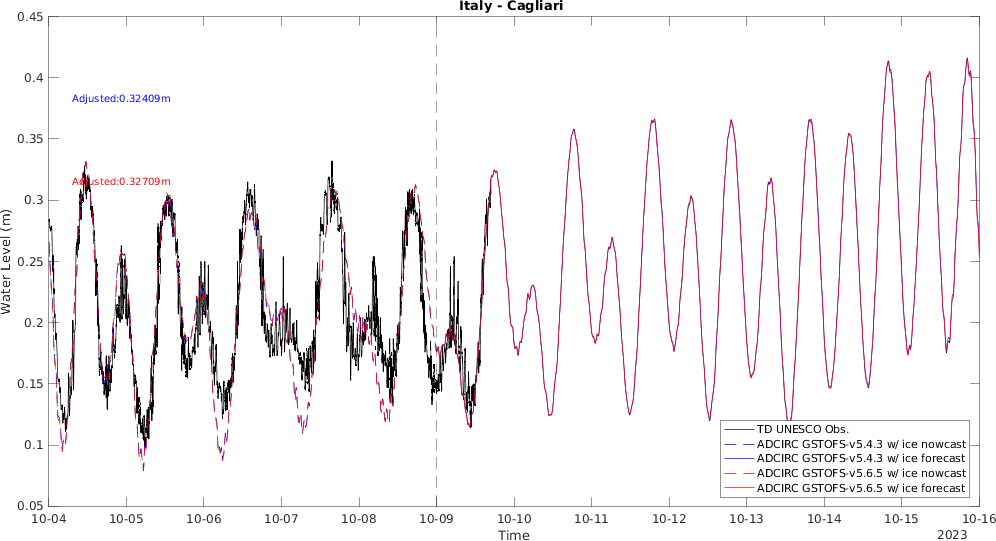 Italy - Cagliari
0.45
0.4
0.35
0.3
0.25
0.2
0.15
0.1
0.05
Water Level (m)
Adjusted:0.32409m
Adjusted:0.32709m
TD UNESCO Obs.
ADCIRC GSTOFS-v5.4.3 w/ ice nowcast
ADCIRC GSTOFS-v5.4.3 w/ ice forecast
ADCIRC GSTOFS-v5.6.5 w/ ice nowcast
ADCIRC GSTOFS-v5.6.5 w/ ice forecast
10-04 10-05 10-06 10-07 10-08 10-09 10-10 10-11 10-12 10-13 10-14 10-15 10-16
Time
2023